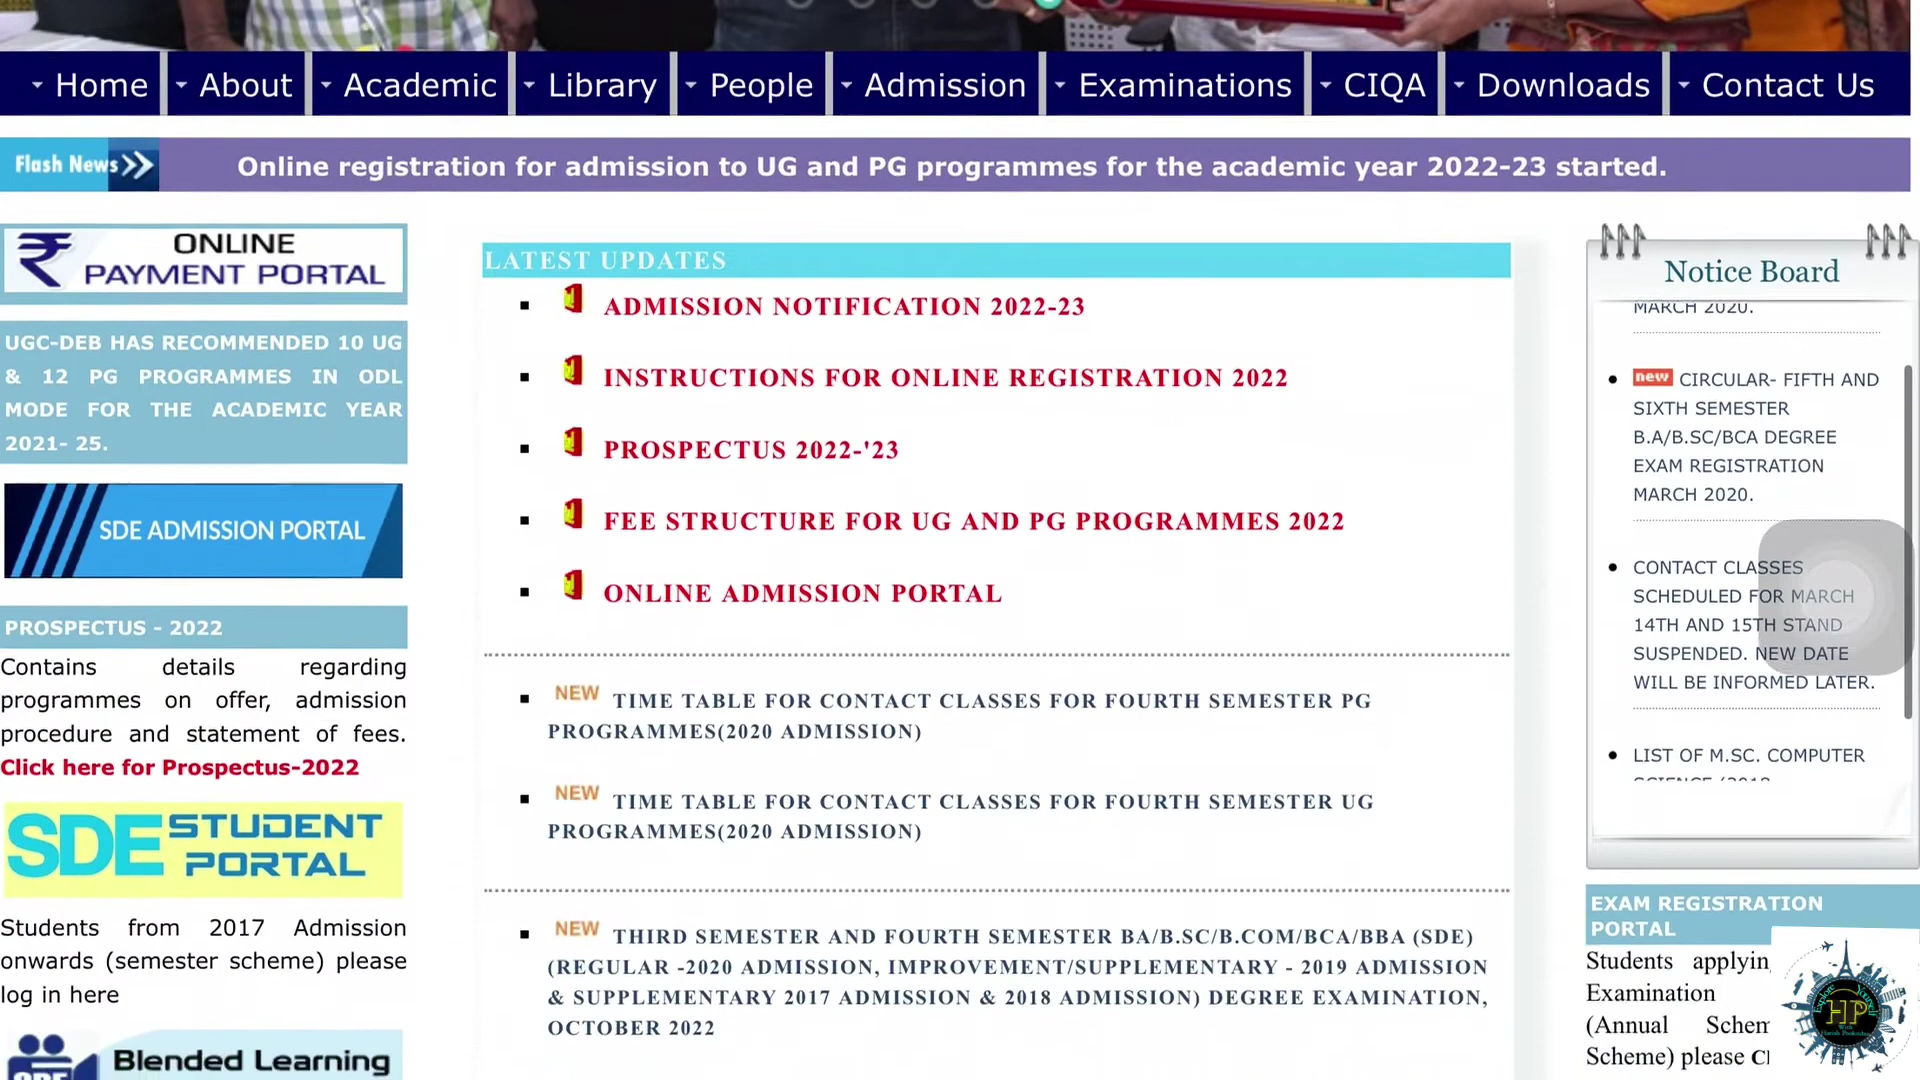 Home
About
Academic
Library
People
Admission
Examinations
CIQA
Downloads
Contact Us
Flash News
Online registration for admission to UG and PG programmes for the academic year 2022-23 started.
ONLINE
PAYMENT PORTAL
UGC-DEB HAS RECOMMENDED 10 UG
& 12 PG PROGRAMMES IN ODL
MODE FOR THE ACADEMIC YEAR
2021- 25.
SDE ADMISSION PORTAL
PROSPECTUS - 2022
Contains details regarding
programmes on offer, admission
procedure and statement of fees.
Click here for Prospectus-2022
SDE STUDENT
PORTAL
Students from 2017 Admission
onwards (semester scheme) please
log in here
Blended Learning
LATEST UPDATES
ADMISSION NOTIFICATION 2022-23
INSTRUCTIONS FOR ONLINE REGISTRATION 2022
PROSPECTUS 2022-'23
FEE STRUCTURE FOR UG AND PG PROGRAMMES 2022
ONLINE ADMISSION PORTAL
NEW TIME TABLE FOR CONTACT CLASSES FOR FOURTH SEMESTER PG
PROGRAMMES(2020 ADMISSION)
NEW TIME TABLE FOR CONTACT CLASSES FOR FOURTH SEMESTER UG
PROGRAMMES(2020 ADMISSION)
NEW THIRD SEMESTER AND FOURTH SEMESTER BA/B.SC/B.COM/BCA/BBA (SDE)
(REGULAR -2020 ADMISSION, IMPROVEMENT/SUPPLEMENTARY - 2019 ADMISSION
& SUPPLEMENTARY 2017 ADMISSION & 2018 ADMISSION) DEGREE EXAMINATION,
OCTOBER 2022
Notice Board
MARCH 2020.
new CIRCULAR- FIFTH AND
SIXTH SEMESTER
B.A/B.SC/BCA DEGREE
EXAM REGISTRATION
MARCH 2020.
CONTACT CLASSES
SCHEDULED FOR MARCH
14TH AND 15TH STAND
SUSPENDED. NEW DATE
WILL BE INFORMED LATER.
LIST OF M.SC. COMPUTER
EXAM REGISTRATION
PORTAL
Students
Examination
(Annual
Scheme) please
HP